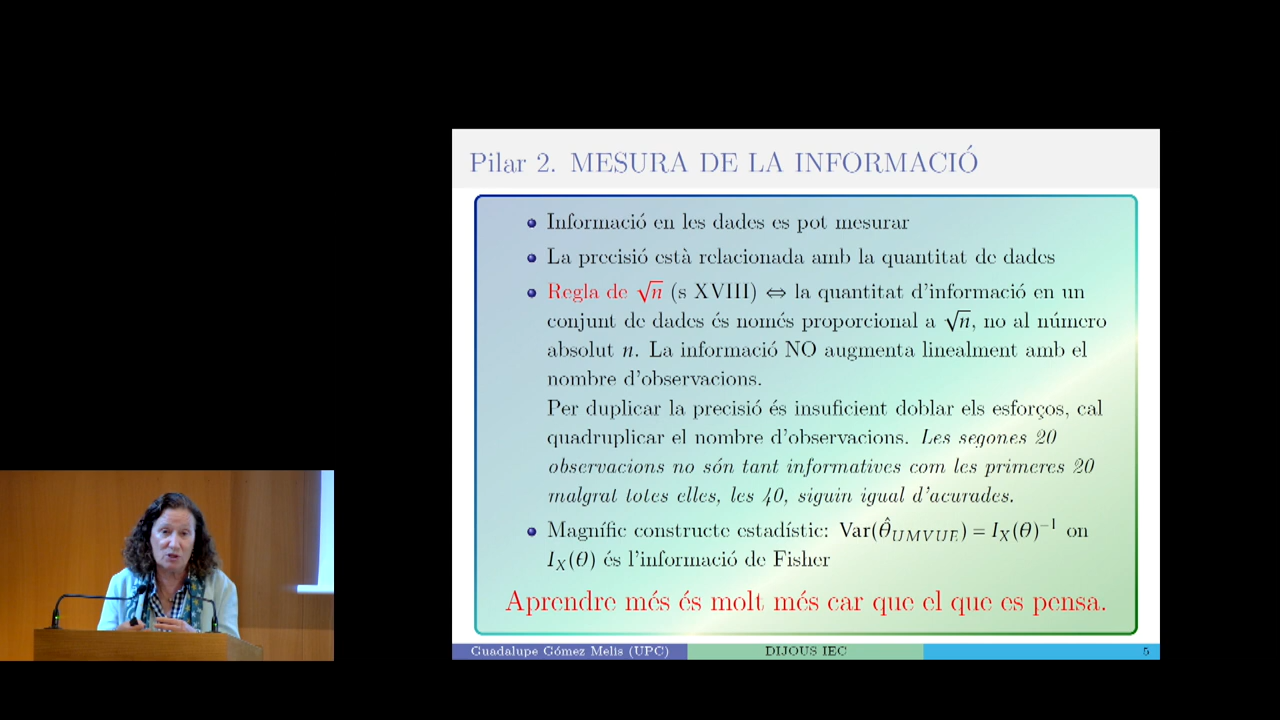 Pilar 2. MESURA DE LA INFORMACIÓ
Informació en les dades es pot mesurar
La precisió està relacionada amb la quantitat de dades
Regla de √n (s XVIII) ⇔ la quantitat d'informació en un
conjunt de dades és només proporcional a √n, no al número
absolut n. La informació NO augmenta linealment amb el
nombre d'observacions.
Per duplicar la precisió és insuficient doblar els esforços, cal
quadruplicar el nombre d'observacions. Les segones 20
observacions no són tant informatives com les primeres 20
malgrat totes elles, les 40, siguin igual d'acurades.
Magnífic constructe estadístic: Var(θ̂_UMVUE) = I_X(θ)⁻¹ on
I_X(θ) és l'informació de Fisher
Aprendre més és molt més car que el que es pensa.
Guadalupe Gómez Melis (UPC) DIJOUS IEC 5